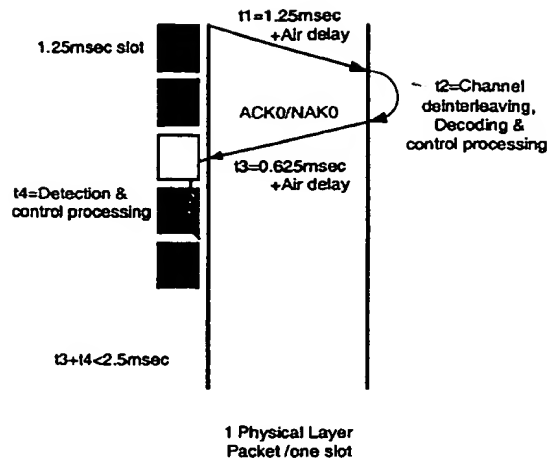 t1=1.25msec
+Air delay
1.25msec slot
t2=Channel
deinterleaving,
Decoding &
control processing
ACK0/NAK0
t3=0.625msec
+Air delay
t4=Detection &
control processing
t3+t4<2.5msec
1 Physical Layer
Packet /one slot